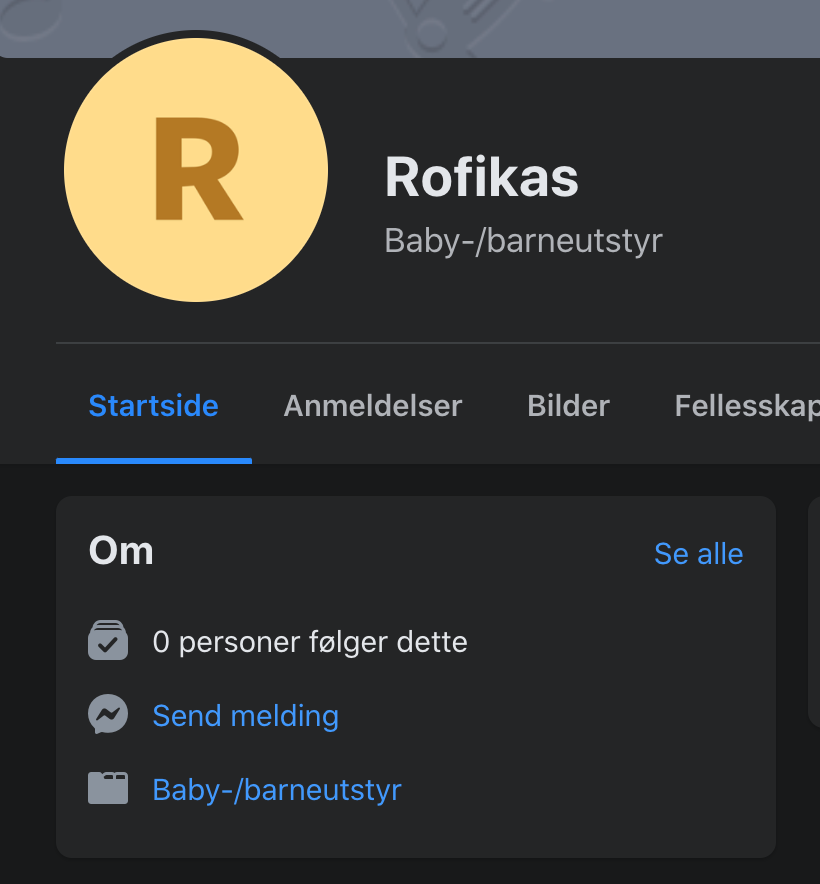 R
Rofikas
Baby-/barneutstyr
Startside Anmeldelser Bilder Fellesskap
Om
Se alle
0 personer følger dette
Send melding
Baby-/barneutstyr